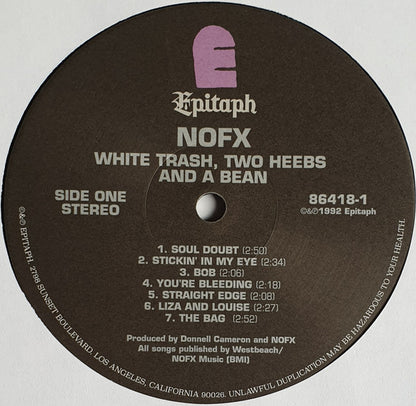 Epitaph
NOFX
WHITE TRASH, TWO HEEBS
AND A BEAN
SIDE ONE
STEREO
86418-1
©&℗1992 Epitaph
1. SOUL DOUBT (2:50)
2. STICKIN' IN MY EYE (2:34)
3. BOB (2:06)
4. YOU'RE BLEEDING (2:18)
5. STRAIGHT EDGE (2:08)
6. LIZA AND LOUISE (2:27)
7. THE BAG (2:52)
Produced by Donnell Cameron and NOFX
All songs published by Westbeach/
NOFX Music (BMI)
©&℗ EPITAPH. 2798 SUNSET BOULEVARD, LOS ANGELES, CALIFORNIA 90026. UNLAWFUL DUPLICATION MAY BE HAZARDOUS TO YOUR HEALTH.